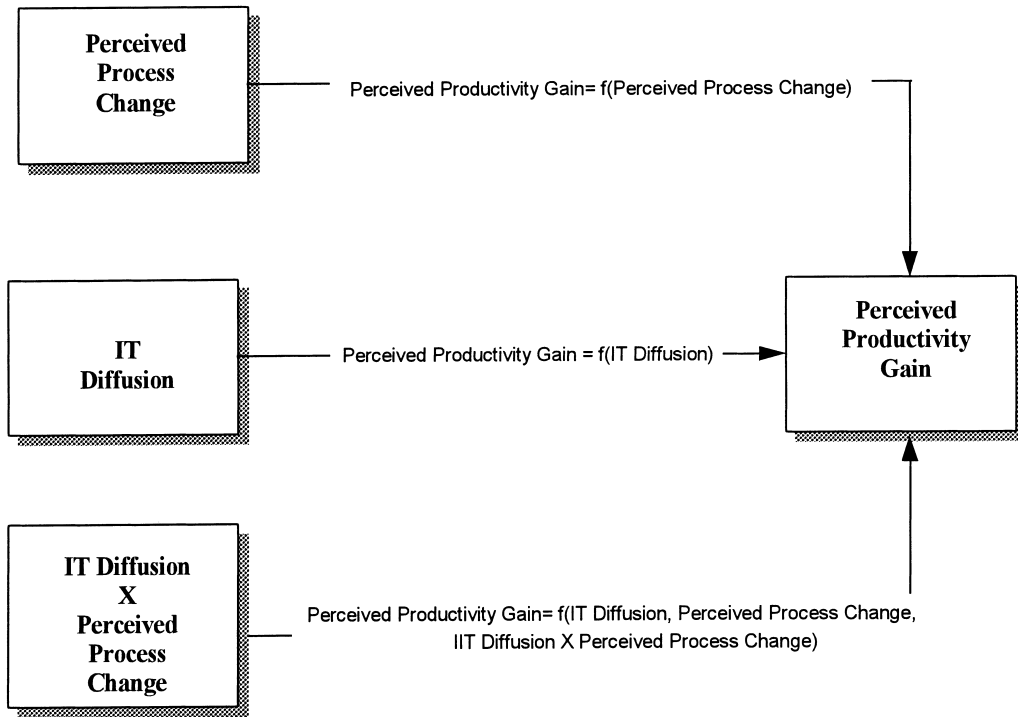 Perceived
Process
Change
Perceived Productivity Gain= f(Perceived Process Change)
IT
Diffusion
Perceived Productivity Gain = f(IT Diffusion)
Perceived
Productivity
Gain
IT Diffusion
X
Perceived
Process
Change
Perceived Productivity Gain= f(IT Diffusion, Perceived Process Change,
IIT Diffusion X Perceived Process Change)